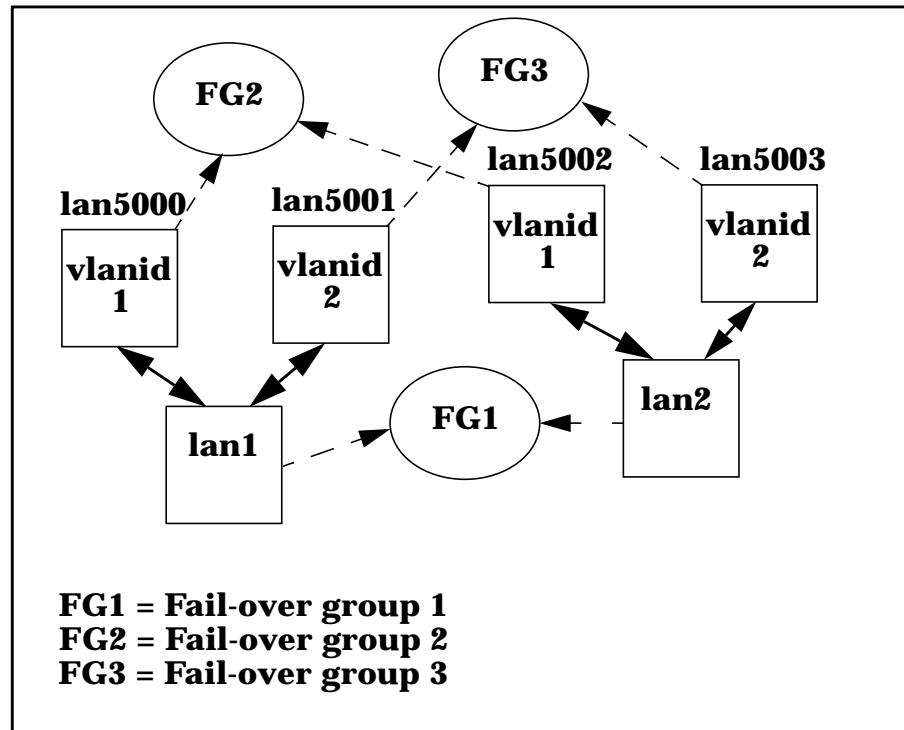 FG2
FG3
lan5000
lan5001
lan5002
lan5003
vlanid
1
vlanid
2
vlanid
1
vlanid
2
lan1
FG1
lan2
FG1 = Fail-over group 1
FG2 = Fail-over group 2
FG3 = Fail-over group 3